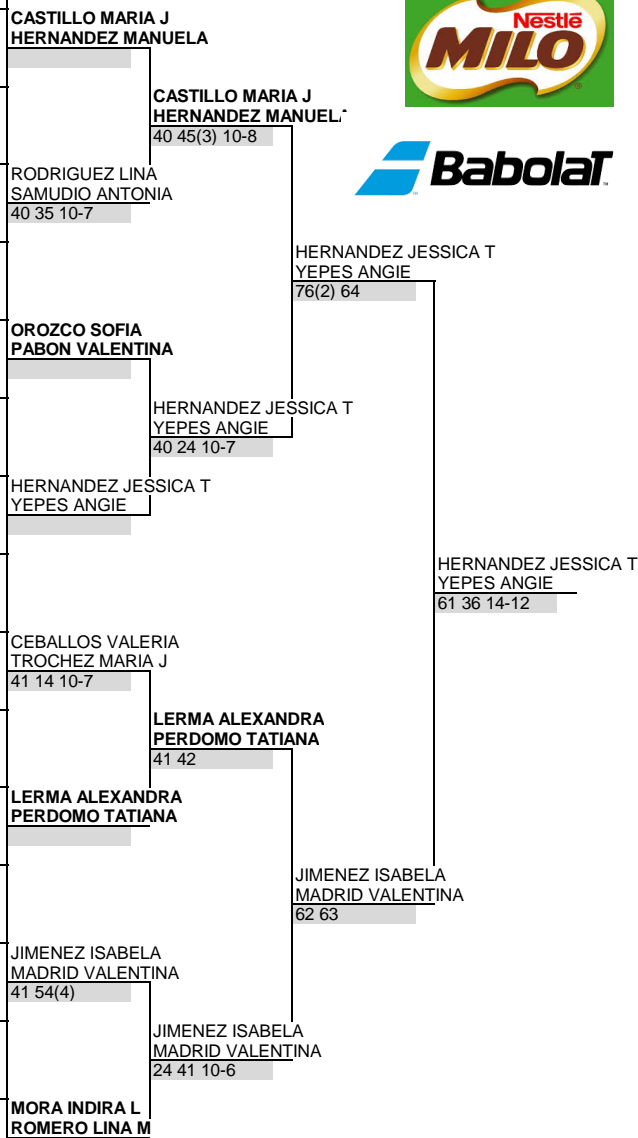 CASTILLO MARIA J
HERNANDEZ MANUELA
Nestlé
MILO
CASTILLO MARIA J
HERNANDEZ MANUELA
40 45(3) 10-8
BabolaT
RODRIGUEZ LINA
SAMUDIO ANTONIA
40 35 10-7
HERNANDEZ JESSICA T
YEPES ANGIE
76(2) 64
OROZCO SOFIA
PABON VALENTINA
HERNANDEZ JESSICA T
YEPES ANGIE
40 24 10-7
HERNANDEZ JESSICA T
YEPES ANGIE
HERNANDEZ JESSICA T
YEPES ANGIE
61 36 14-12
CEBALLOS VALERIA
TROCHEZ MARIA J
41 14 10-7
LERMA ALEXANDRA
PERDOMO TATIANA
41 42
LERMA ALEXANDRA
PERDOMO TATIANA
JIMENEZ ISABELA
MADRID VALENTINA
62 63
JIMENEZ ISABELA
MADRID VALENTINA
41 54(4)
JIMENEZ ISABELA
MADRID VALENTINA
24 41 10-6
MORA INDIRA L
ROMERO LINA M